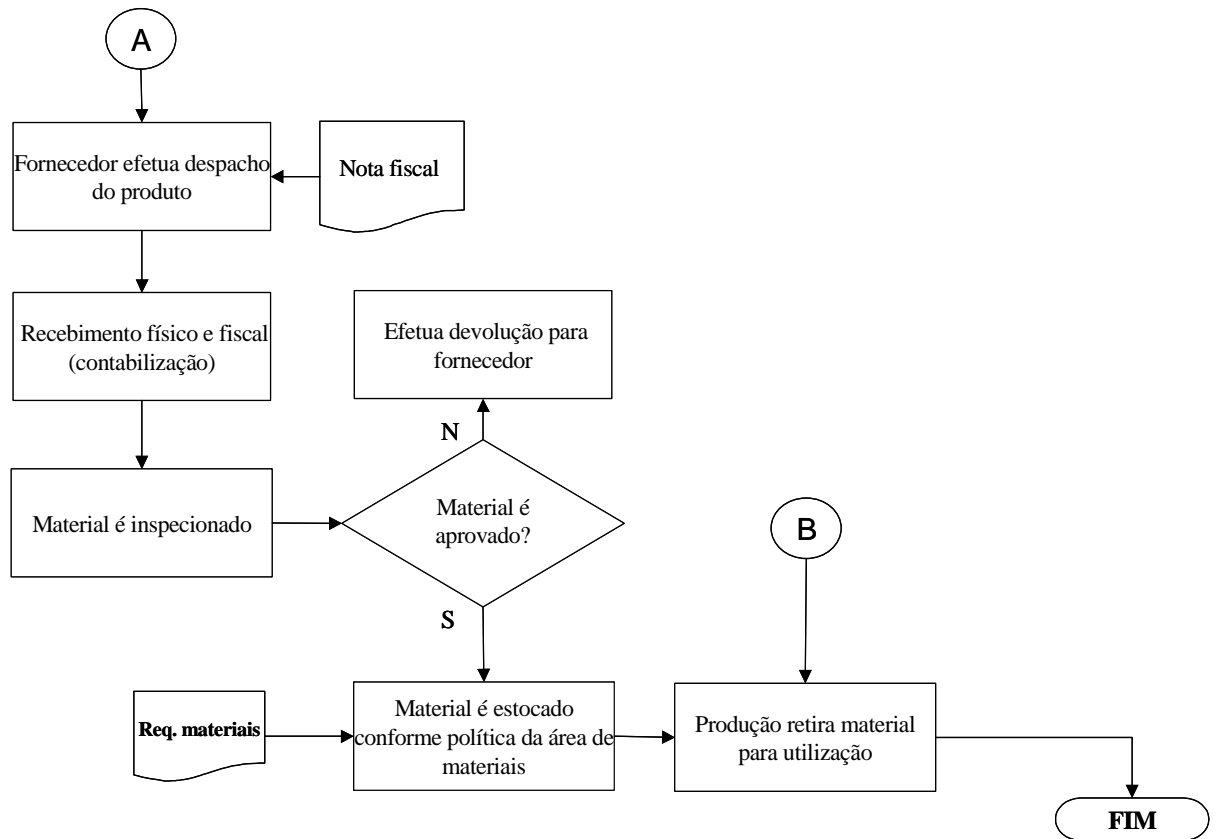 A
Fornecedor efetua despacho
do produto
Nota fiscal
Recebimento físico e fiscal
(contabilização)
Efetua devolução para
fornecedor
N
Material é inspecionado
Material é
aprovado?
B
S
Req. materiais
Material é estocado
conforme política da área de
materiais
Produção retira material
para utilização
FIM